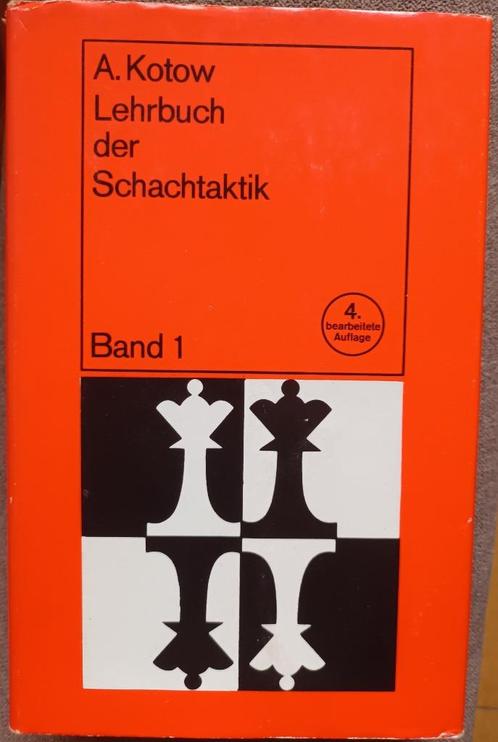 A. Kotow
Lehrbuch
der
Schachtaktik
4.
bearbeitete
Auflage
Band 1